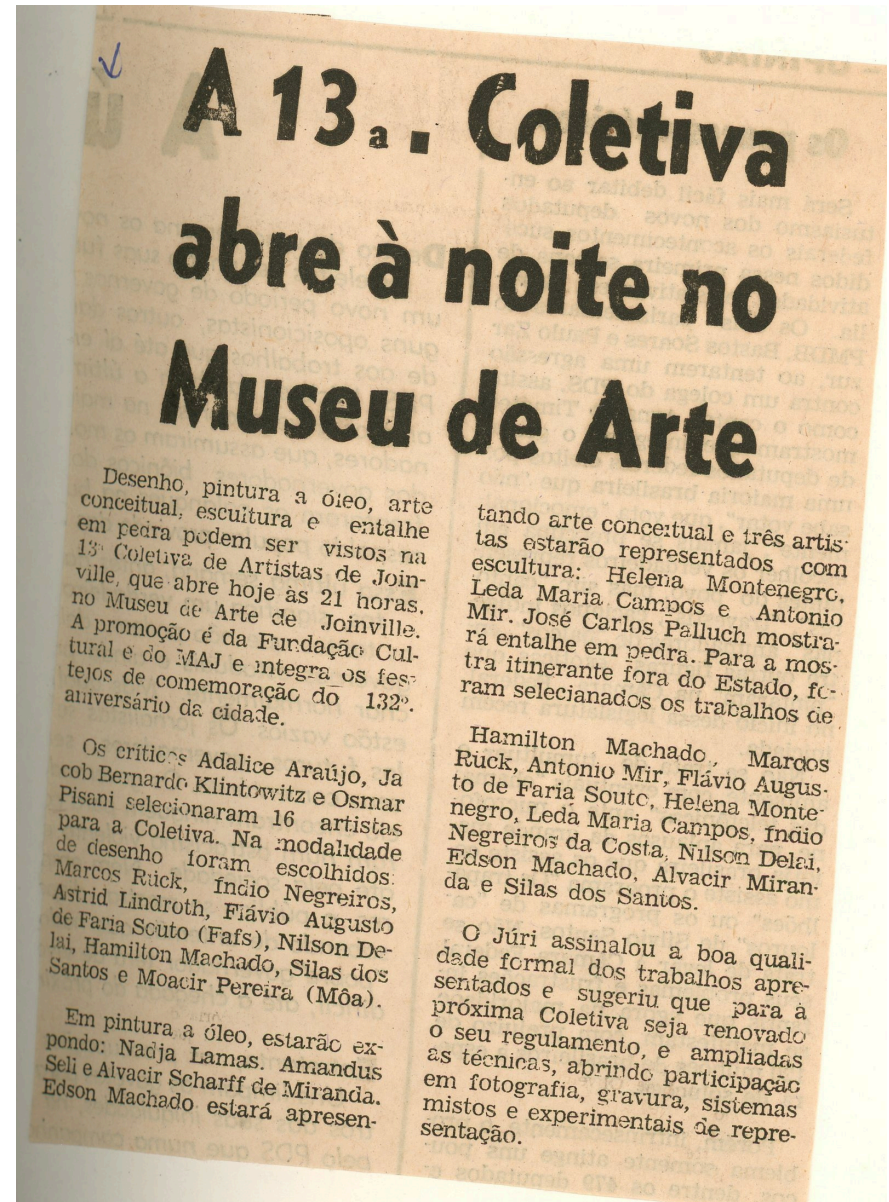 A 13ª.. Coletiva
abre à noite no
Museu de Arte
Desenho, pintura a óleo, arte
conceitual, escultura e entalhe
em pedra podem ser vistos na
13ª Coletiva de Artistas de Join-
ville, que abre hoje às 21 horas,
no Museu de Arte de Joinville.
A promoção é da Fundação Cul-
tural e do MAJ e integra os fes-
tejos de comemoração do 132º.
aniversário da cidade.
Os críticos Adalice Araújo, Ja
cob Bernardo Klintowitz e Osmar
Pisani selecionaram 16 artistas
para a Coletiva. Na modalidade
de desenho foram escolhidos:
Marcos Rück, Índio Negreiros,
Astrid Lindroth, Flávio Augusto
de Faria Souto (Fafs), Nilson De-
lai, Hamilton Machado, Silas dos
Santos e Moacir Pereira (Môa).
Em pintura a óleo, estarão ex-
pondo: Nadja Lamas. Amandus
Seli e Alvacir Scharff de Miranda.
Edson Machado estará apresen-
tando arte conceitual e três artis-
tas estarão representados com
escultura: Helena Montenegro,
Leda Maria Campos e Antonio
Mir. José Carlos Palluch mostra-
rá entalhe em pedra. Para a mos-
tra itinerante fora do Estado, fo-
ram selecianados os trabalhos de
Hamilton Machado, Mardos
Rück, Antonio Mir, Flávio Augus-
to de Faria Souto, Helena Monte-
negro, Leda Maria Campos, Índio
Negreiros da Costa, Nilson Delai,
Edson Machado, Alvacir Miran-
da e Silas dos Santos.
O Júri assinalou a boa quali-
dade formal dos trabalhos apre-
sentados e sugeriu que para à
próxima Coletiva seja renovado
o seu regulamento, e ampliadas
as técnicas, abrindo participação
em fotografia, gravura, sistemas
mistos e experimentais de repre-
sentação.